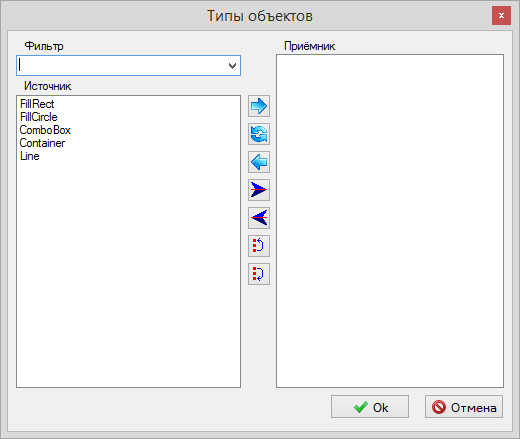 Типы объектов
Фильтр
Приёмник
Источник
FillRect
FillCircle
ComboBox
Container
Line
Ok
Отмена